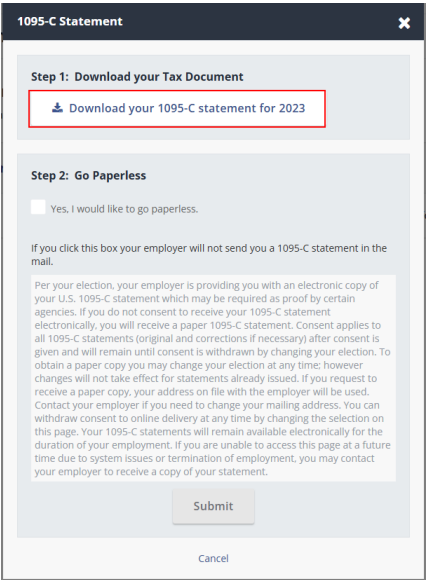 1095-C Statement
Step 1: Download your Tax Document
Download your 1095-C statement for 2023
Step 2: Go Paperless
Yes, I would like to go paperless.
If you click this box your employer will not send you a 1095-C statement in the
mail.
Per your election, your employer is providing you with an electronic copy of
your U.S. 1095-C statement which may be required as proof by certain
agencies. If you do not consent to receive your 1095-C statement
electronically, you will receive a paper 1095-C statement. Consent applies to
all 1095-C statements (original and corrections if necessary) after consent is
given and will remain until consent is withdrawn by changing your election. To
obtain a paper copy you may change your election at any time; however
changes will not take effect for statements already issued. If you request to
receive a paper copy, your address on file with the employer will be used.
Contact your employer if you need to change your mailing address. You can
withdraw consent to online delivery at any time by changing the selection on
this page. Your 1095-C statements will remain available electronically for the
duration of your employment. If you are unable to access this page at a future
time due to system issues or termination of employment, you may contact
your employer to receive a copy of your statement.
Submit
Cancel